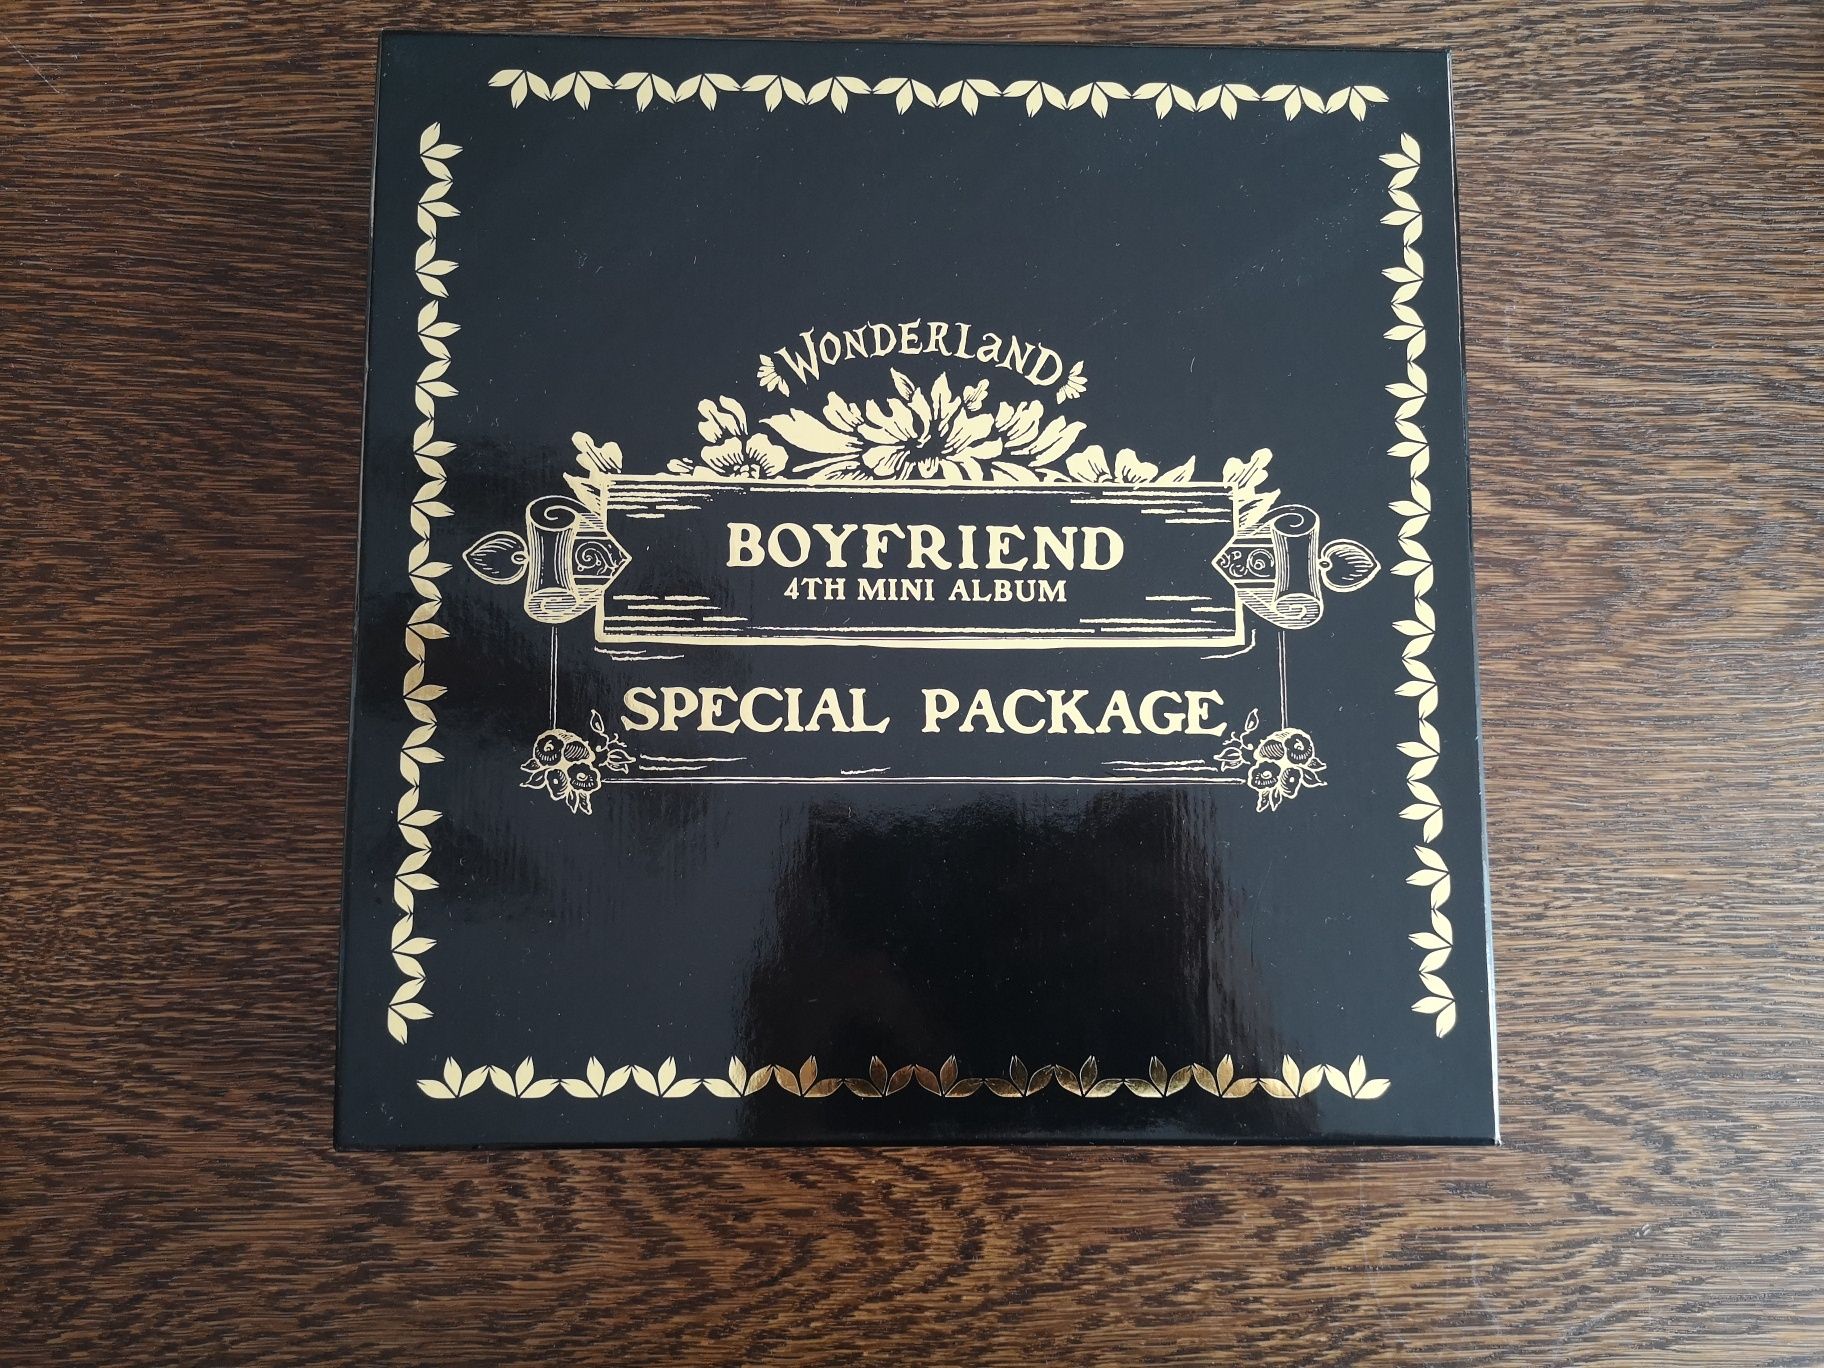 WONDERLaND
BOYFRIEND
4TH MINI ALBUM
SPECIAL PACKAGE